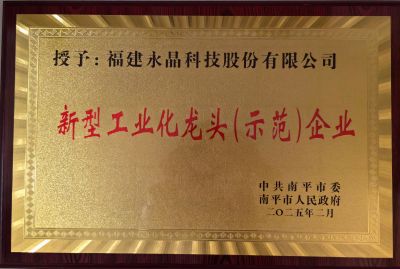 授予：福建永晶科技股份有限公司
新型工业化龙头(示范)企业
中共南平市委
南平市人民政府
二〇二五年二月